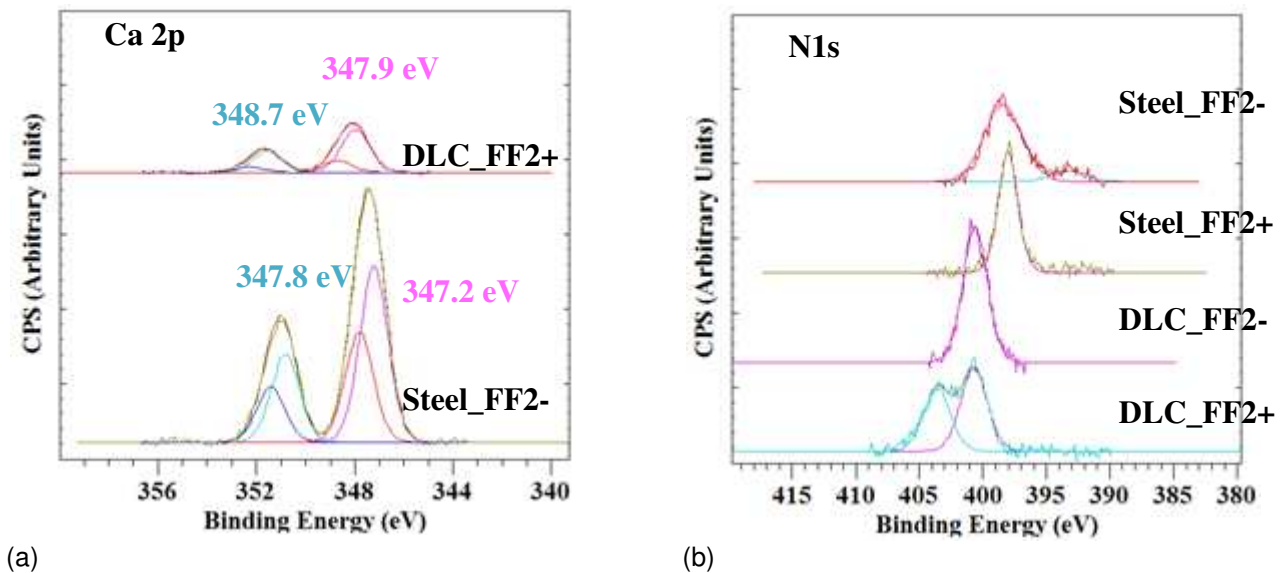 Ca 2p
347.9 eV
348.7 eV
DLC_FF2+
347.8 eV
347.2 eV
Steel_FF2-
CPS (Arbitrary Units)
356 352 348 344 340
Binding Energy (eV)
(a)
N1s
Steel_FF2-
Steel_FF2+
DLC_FF2-
DLC_FF2+
CPS (Arbitrary Units)
415 410 405 400 395 390 385 380
Binding Energy (eV)
(b)